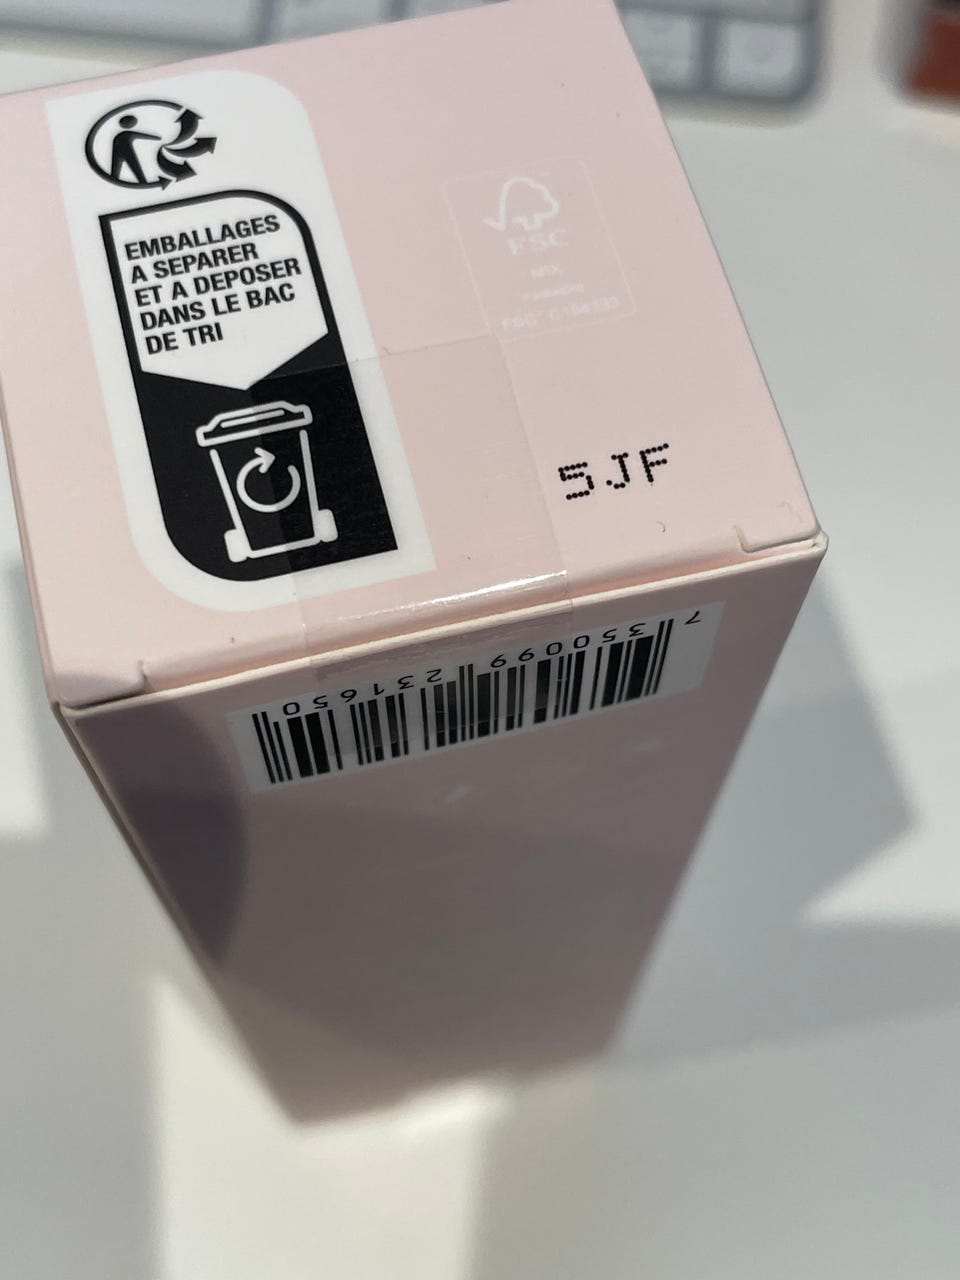 EMBALLAGES
A SEPARER
ET A DEPOSER
DANS LE BAC
DE TRI
FSC
MIX
5JF
7 350099 231650